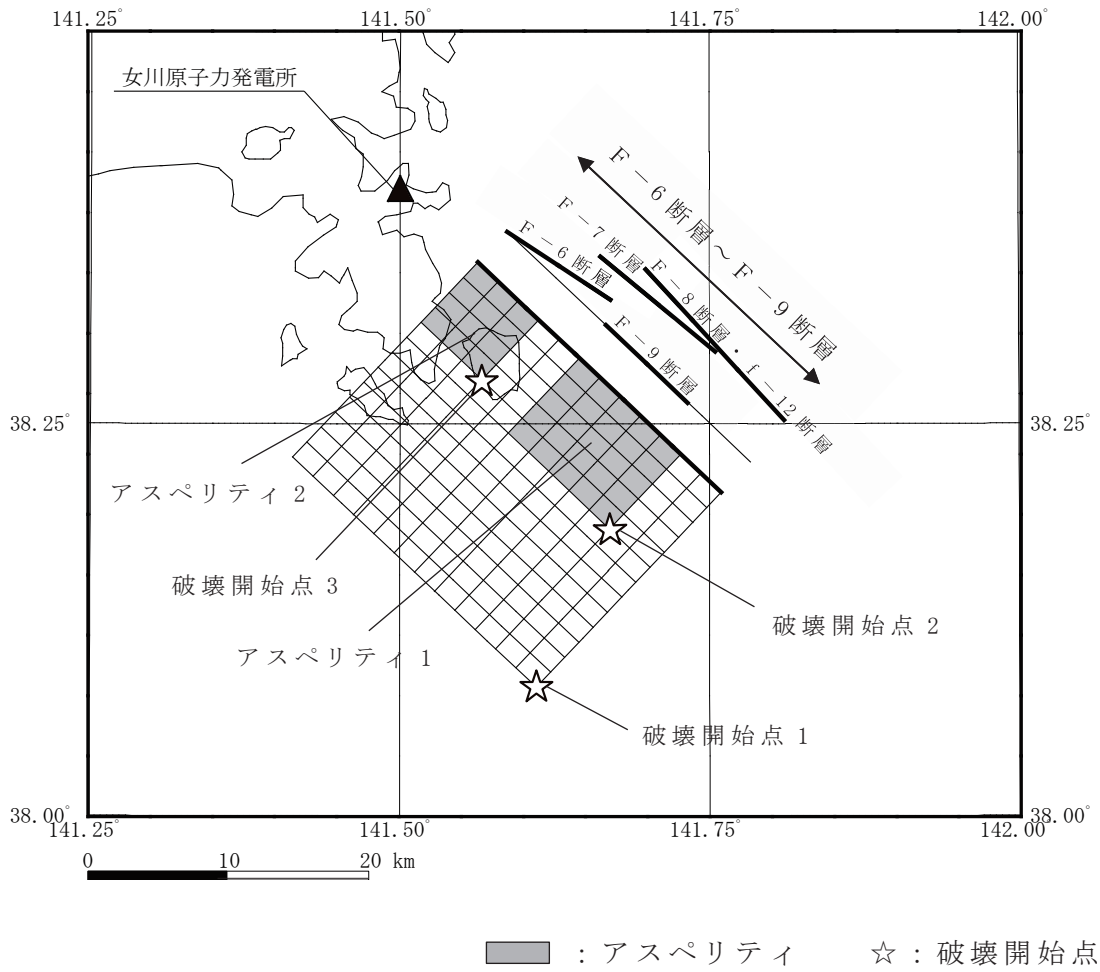 141.25°
141.50°
141.75°
142.00°
女川原子力発電所
F－6断層～F－9断層
F－7断層
F－6断層
F－8断層・f－12断層
F－9断層
38.25°
38.25°
アスペリティ2
破壊開始点3
破壊開始点2
アスペリティ1
破壊開始点1
38.00°
38.00°
141.25°
141.50°
141.75°
142.00°
0 10 20 km
：アスペリティ ☆：破壊開始点